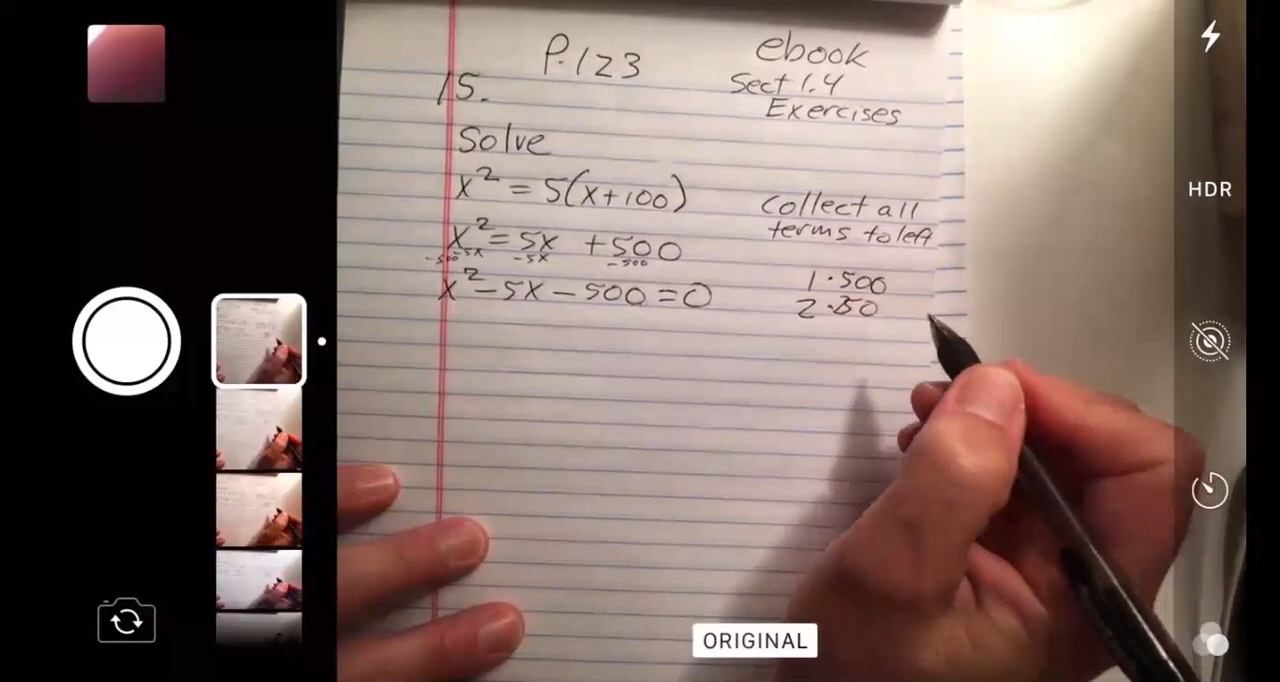 P.123
ebook
Sect 1.4
Exercises
15.
Solve
x² = 5(x+100)
collect all
terms to left
x² = 5x + 500
-500 -5x -5x -500
x² - 5x - 500 = 0
1·500
2·250
HDR
ORIGINAL